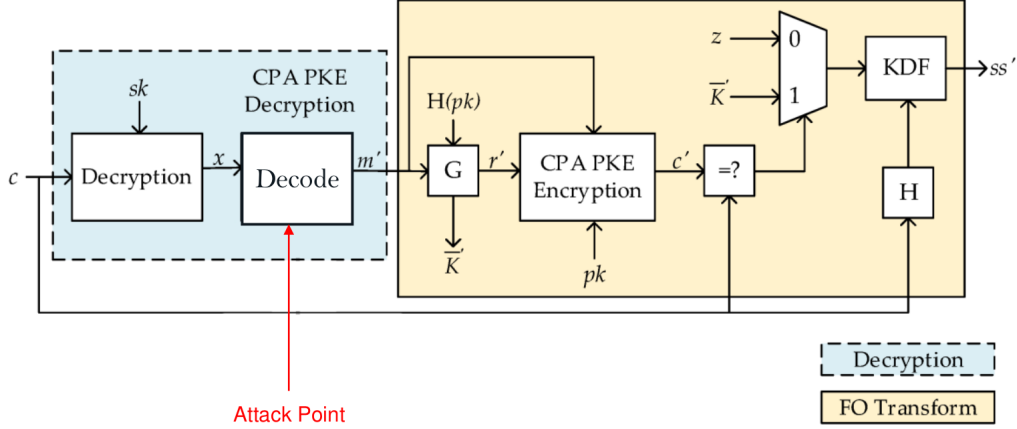 CPA PKE
Decryption
sk
c
Decryption
x
Decode
m′
H(pk)
G
r′
K̅′
CPA PKE
Encryption
pk
c′
=?
z
0
K̅′
1
KDF
ss′
H
Attack Point
Decryption
FO Transform